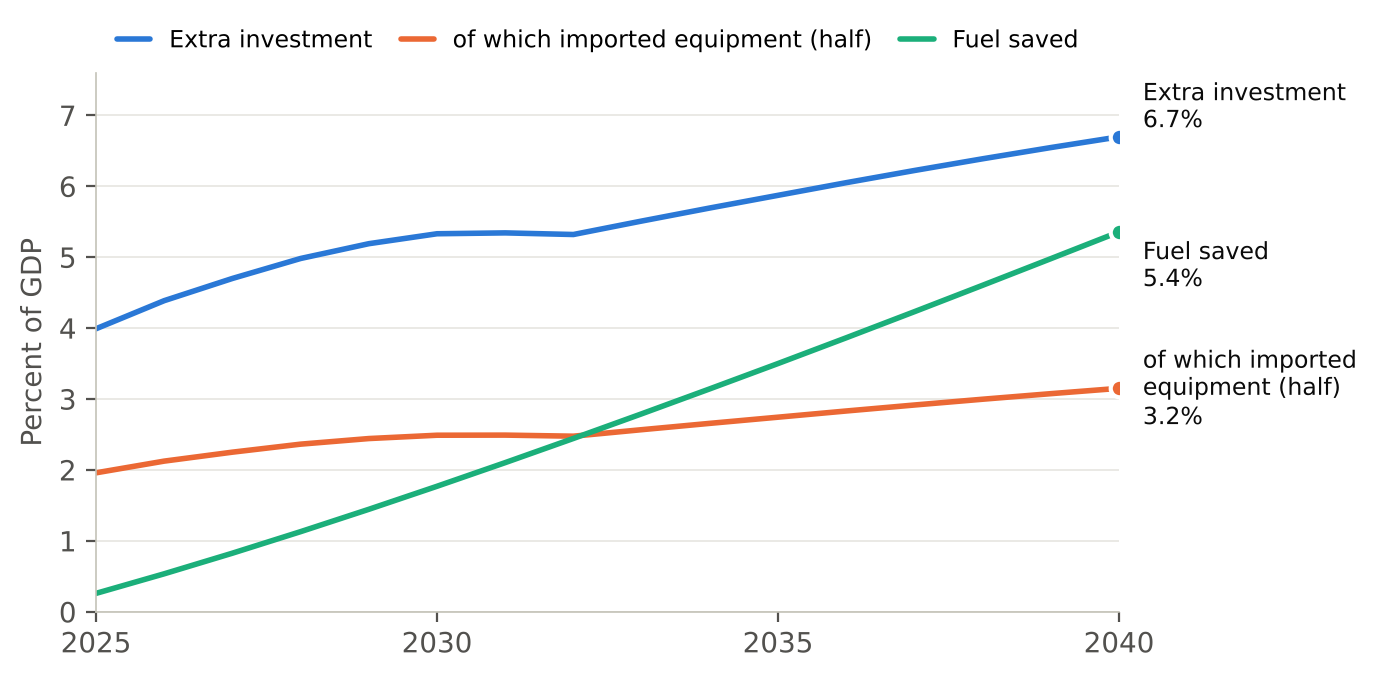 Extra investment of which imported equipment (half) Fuel saved
Percent of GDP
7
6
5
4
3
2
1
0
2025 2030 2035 2040
Extra investment
6.7%
Fuel saved
5.4%
of which imported
equipment (half)
3.2%